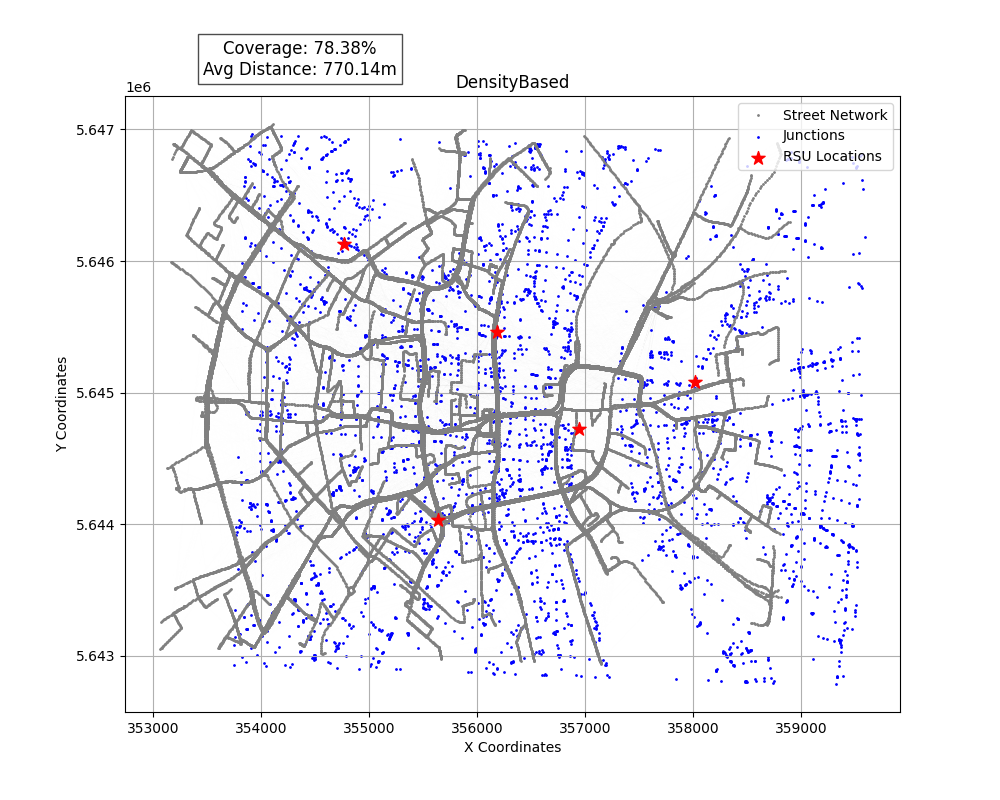 Coverage: 78.38%
Avg Distance: 770.14m
DensityBased
1e6
Street Network
Junctions
RSU Locations
5.647
5.646
5.645
5.644
5.643
Y Coordinates
353000 354000 355000 356000 357000 358000 359000
X Coordinates